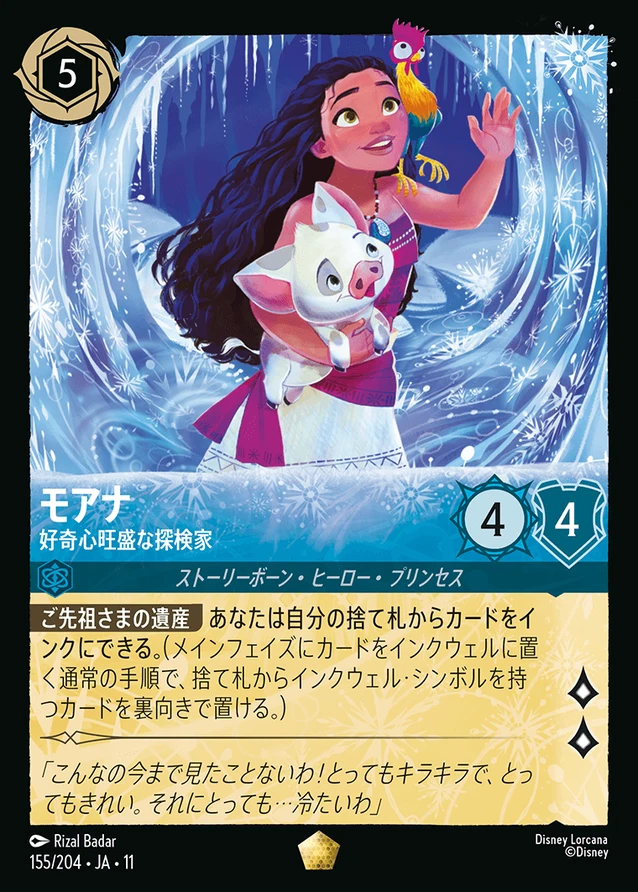 5
モアナ
好奇心旺盛な探検家
4
4
ストーリーボーン・ヒーロー・プリンセス
ご先祖さまの遺産 あなたは自分の捨て札からカードをイ
ンクにできる。(メインフェイズにカードをインクウェルに置
く通常の手順で、捨て札からインクウェル・シンボルを持
つカードを裏向きで置ける。)
「こんなの今まで見たことないわ!とってもキラキラで、とっ
てもきれい。それにとっても…冷たいわ」
Rizal Badar
155/204・JA・11
Disney Lorcana
©Disney